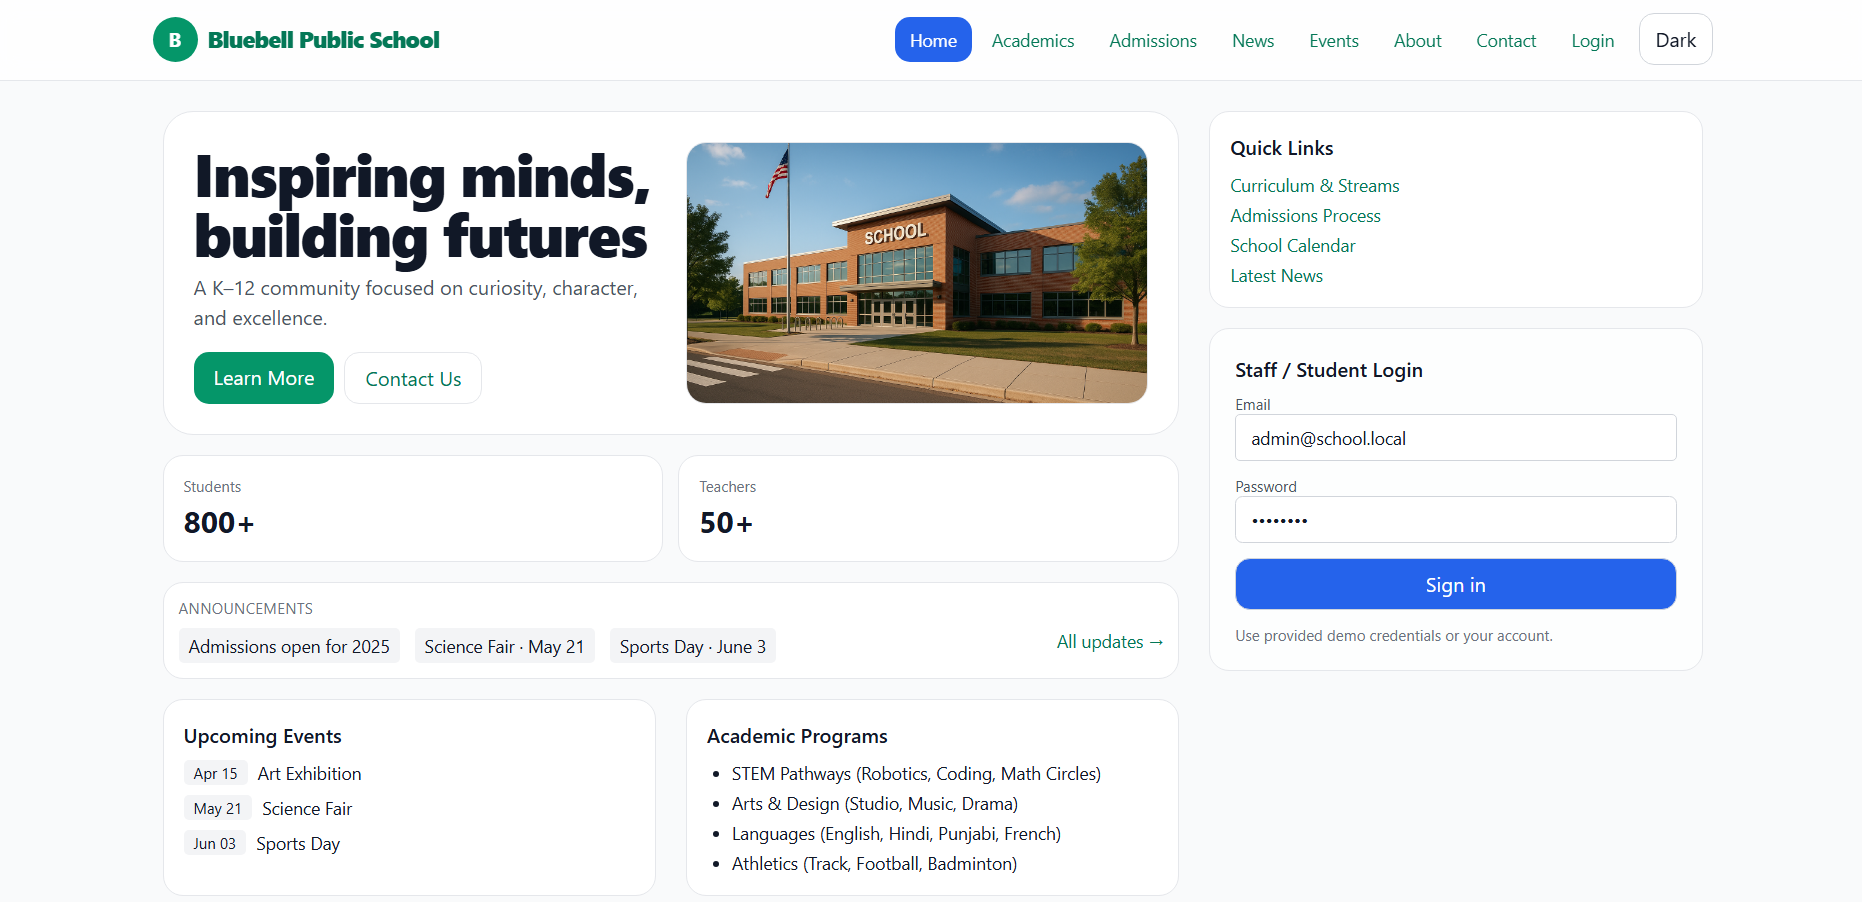 B
Bluebell Public School
Home
Academics
Admissions
News
Events
About
Contact
Login
Dark
Inspiring minds,
building futures
A K–12 community focused on curiosity, character,
and excellence.
Learn More
Contact Us
SCHOOL
Students
800+
Teachers
50+
ANNOUNCEMENTS
Admissions open for 2025
Science Fair · May 21
Sports Day · June 3
All updates →
Upcoming Events
Apr 15 Art Exhibition
May 21 Science Fair
Jun 03 Sports Day
Academic Programs
• STEM Pathways (Robotics, Coding, Math Circles)
• Arts & Design (Studio, Music, Drama)
• Languages (English, Hindi, Punjabi, French)
• Athletics (Track, Football, Badminton)
Quick Links
Curriculum & Streams
Admissions Process
School Calendar
Latest News
Staff / Student Login
Email
admin@school.local
Password
••••••••
Sign in
Use provided demo credentials or your account.